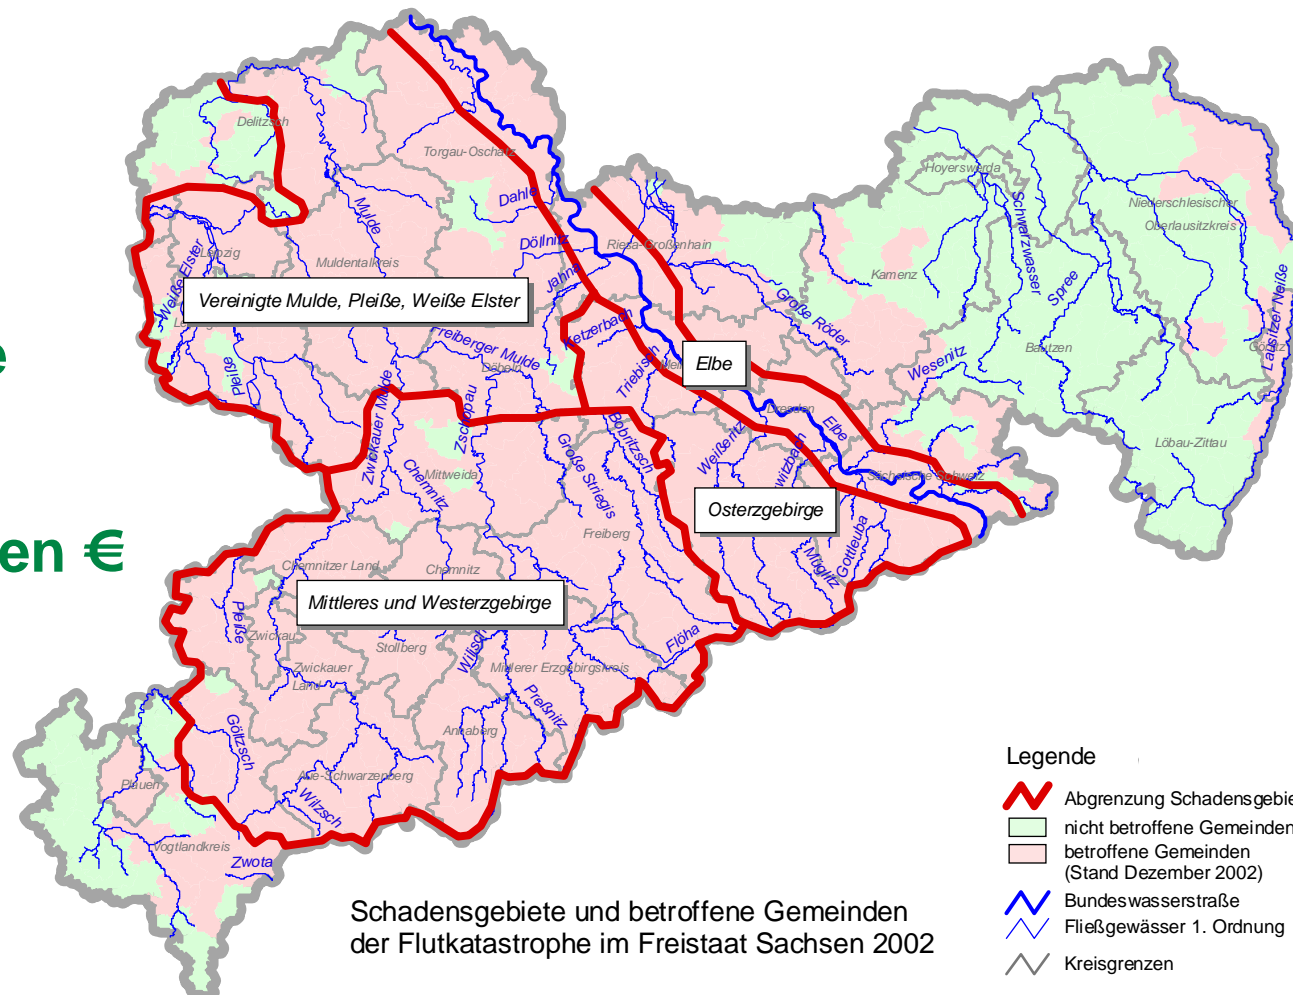 Delitzsch
Torgau-Oschatz
Dahle
Mulde
Döllnitz
Riesa-Großenhain
Hoyerswerda
Schwarzwasser
Niederschlesischer
Oberlausitzkreis
Leipzig
Weiße Elster
Muldentalkreis
Jahna
Kamenz
Spree
Lausitzer Neiße
Vereinigte Mulde, Pleiße, Weiße Elster
Große Röder
Ketzerbach
Freiberger Mulde
Döbeln
Triebisch
Elbe
Wesenitz
Bautzen
Pleiße
e
Zwickauer Mulde
Zschopau
Dresden
Elbe
Bobritzsch
Weißeritz
Löbau-Zittau
Große Striegis
Mittweida
Chemnitz
Sächsische Schweiz
Osterzgebirge
Freiberg
en €
Gottleuba
Müglitz
Chemnitzer Land
Chemnitz
Mittleres und Westerzgebirge
Pleiße
Zwickau
Stollberg
Wilisch
Flöha
Zwickauer
Land
Mittlerer Erzgebirgskreis
Preßnitz
Göltzsch
Annaberg
Aue-Schwarzenberg
Plauen
Wilzsch
Vogtlandkreis
Zwota
Legende
Abgrenzung Schadensgebie
nicht betroffene Gemeinden
betroffene Gemeinden
(Stand Dezember 2002)
Bundeswasserstraße
Fließgewässer 1. Ordnung
Kreisgrenzen
Schadensgebiete und betroffene Gemeinden
der Flutkatastrophe im Freistaat Sachsen 2002